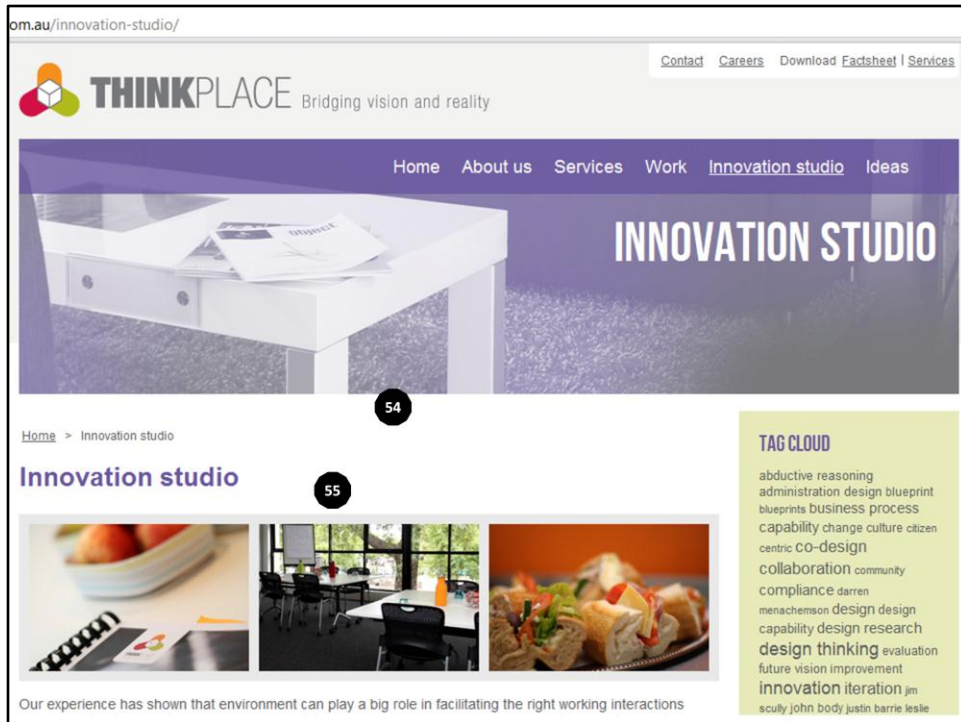 om.au/innovation-studio/
Contact Careers Download Factsheet | Services
THINKPLACE Bridging vision and reality
Home About us Services Work Innovation studio Ideas
object
INNOVATION STUDIO
54
Home > Innovation studio
Innovation studio
55
TAG CLOUD
abductive reasoning
administration design blueprint
blueprints business process
capability change culture citizen
centric co-design
collaboration community
compliance darren
menachemson design design
capability design research
design thinking evaluation
future vision improvement
innovation iteration jim
scully john body justin barrie leslie
Our experience has shown that environment can play a big role in facilitating the right working interactions